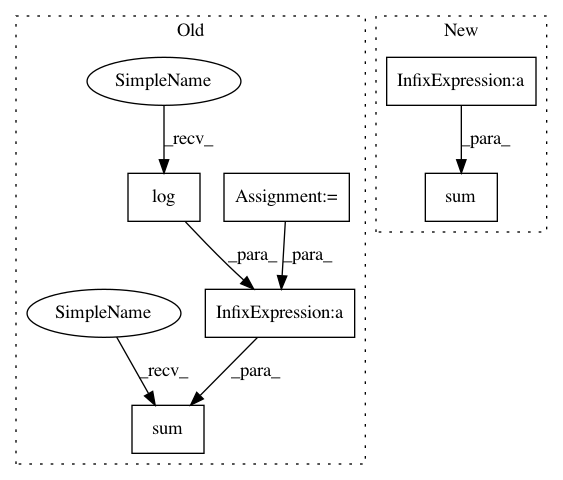 Old
New
SimpleName
InfixExpression:a
_recv_
_para_
log
Assignment:=
sum
_para_
_para_
SimpleName
InfixExpression:a
_recv_
_para_
sum